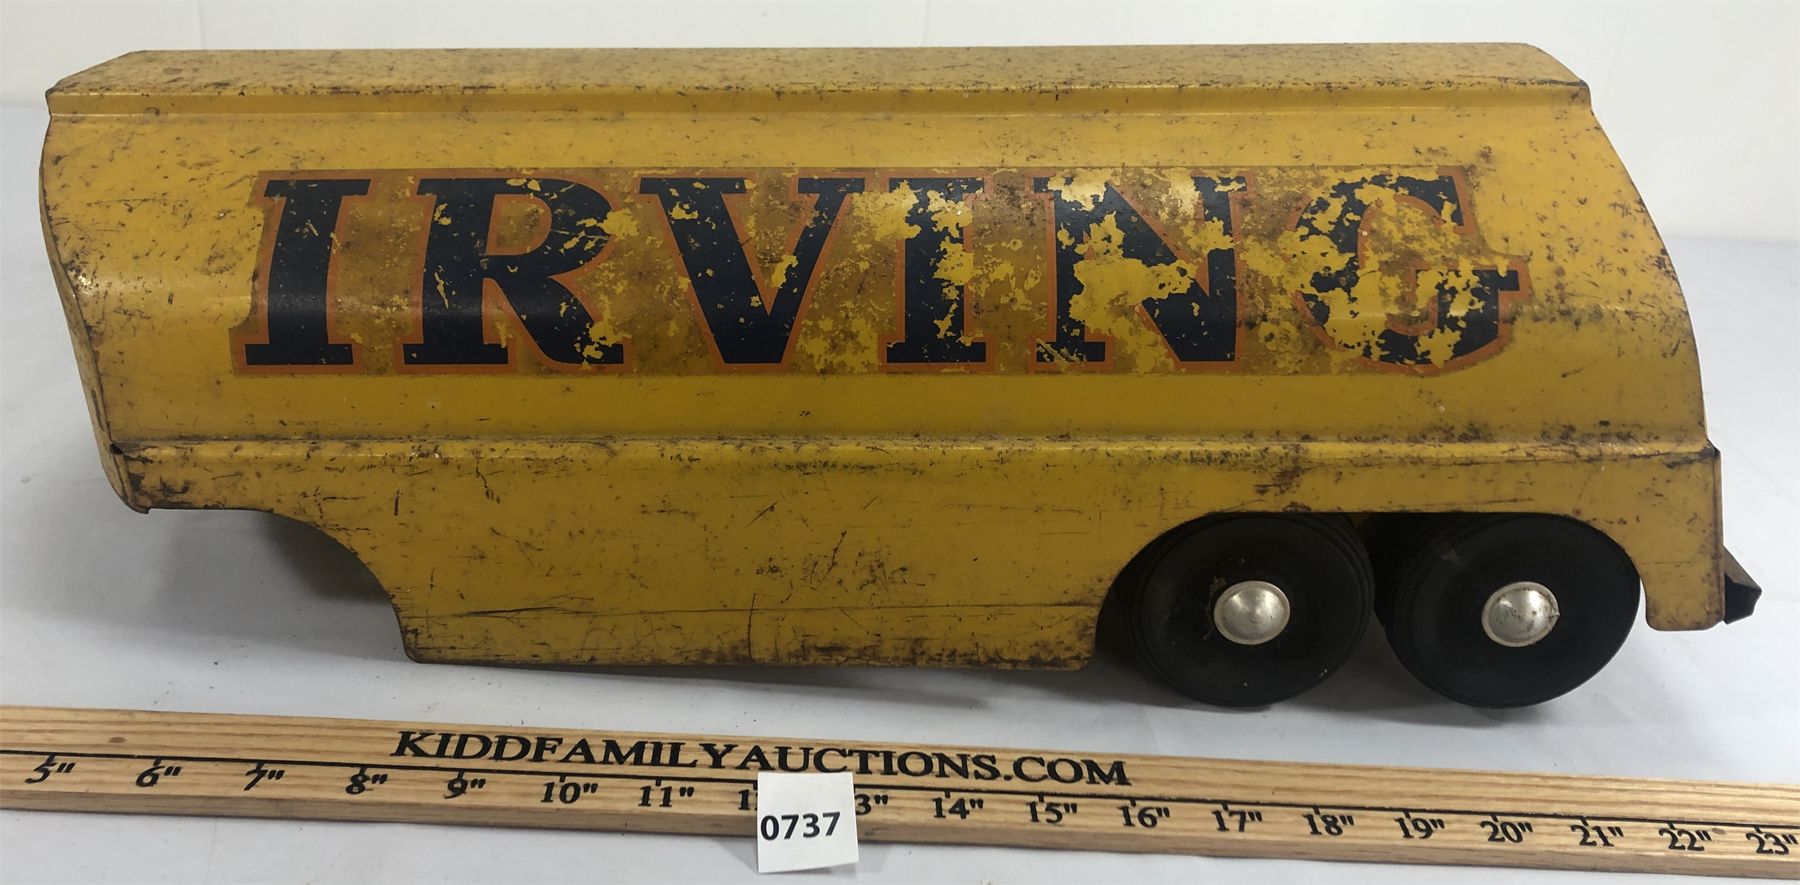 IRVING
KIDDFAMILYAUCTIONS.COM
5" 6" 7" 8" 9" 10" 11" 1 3" 14" 15" 16" 17" 18" 19" 20" 21" 22" 23"
0737